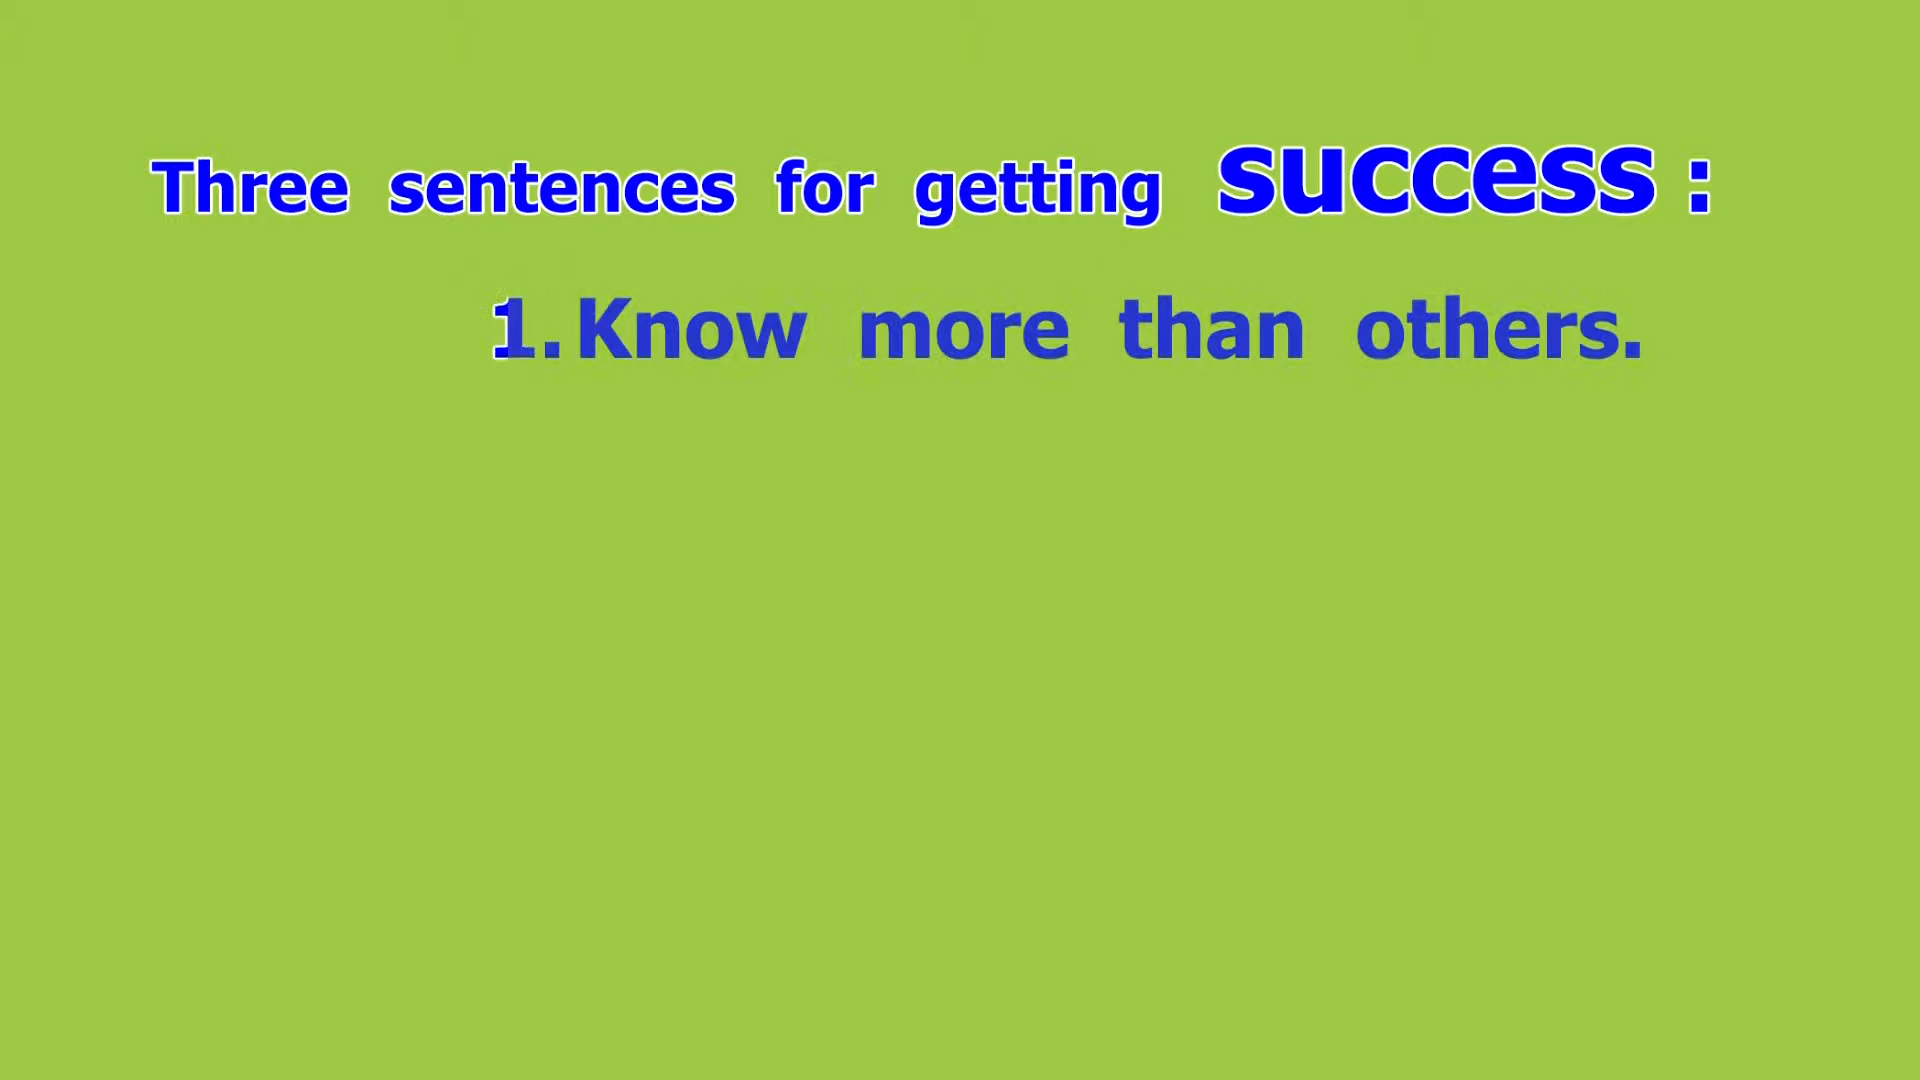 Three sentences for getting success :
1. Know more than others.